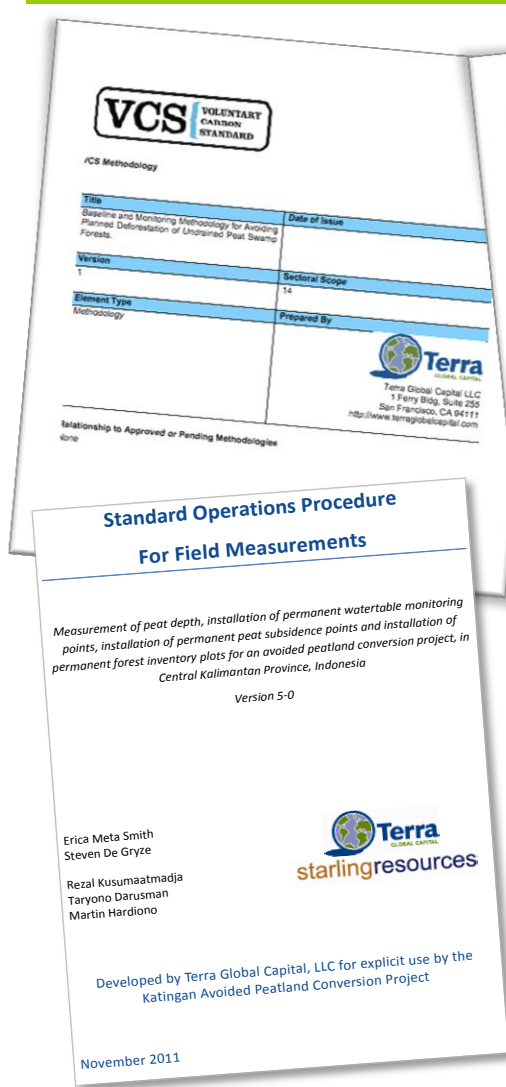 VCS
VOLUNTARY
CARBON
STANDARD
VCS Methodology
Title
Date of Issue
Baseline and Monitoring Methodology for Avoiding
Planned Deforestation of Undrained Peat Swamp
Forests.
Version
Sectoral Scope
1
14
Element Type
Prepared By
Methodology
Terra
GLOBAL CAPITAL
Terra Global Capital LLC
1 Ferry Bldg, Suite 255
San Francisco, CA 94111
http://www.terraglobalcapital.com
Relationship to Approved or Pending Methodologies
None
Standard Operations Procedure
For Field Measurements
Measurement of peat depth, installation of permanent watertable monitoring
points, installation of permanent peat subsidence points and installation of
permanent forest inventory plots for an avoided peatland conversion project, in
Central Kalimantan Province, Indonesia
Version 5-0
Erica Meta Smith
Steven De Gryze
Rezal Kusumaatmadja
Taryono Darusman
Martin Hardiono
Terra
GLOBAL CAPITAL
starlingresources
Developed by Terra Global Capital, LLC for explicit use by the
Katingan Avoided Peatland Conversion Project
November 2011